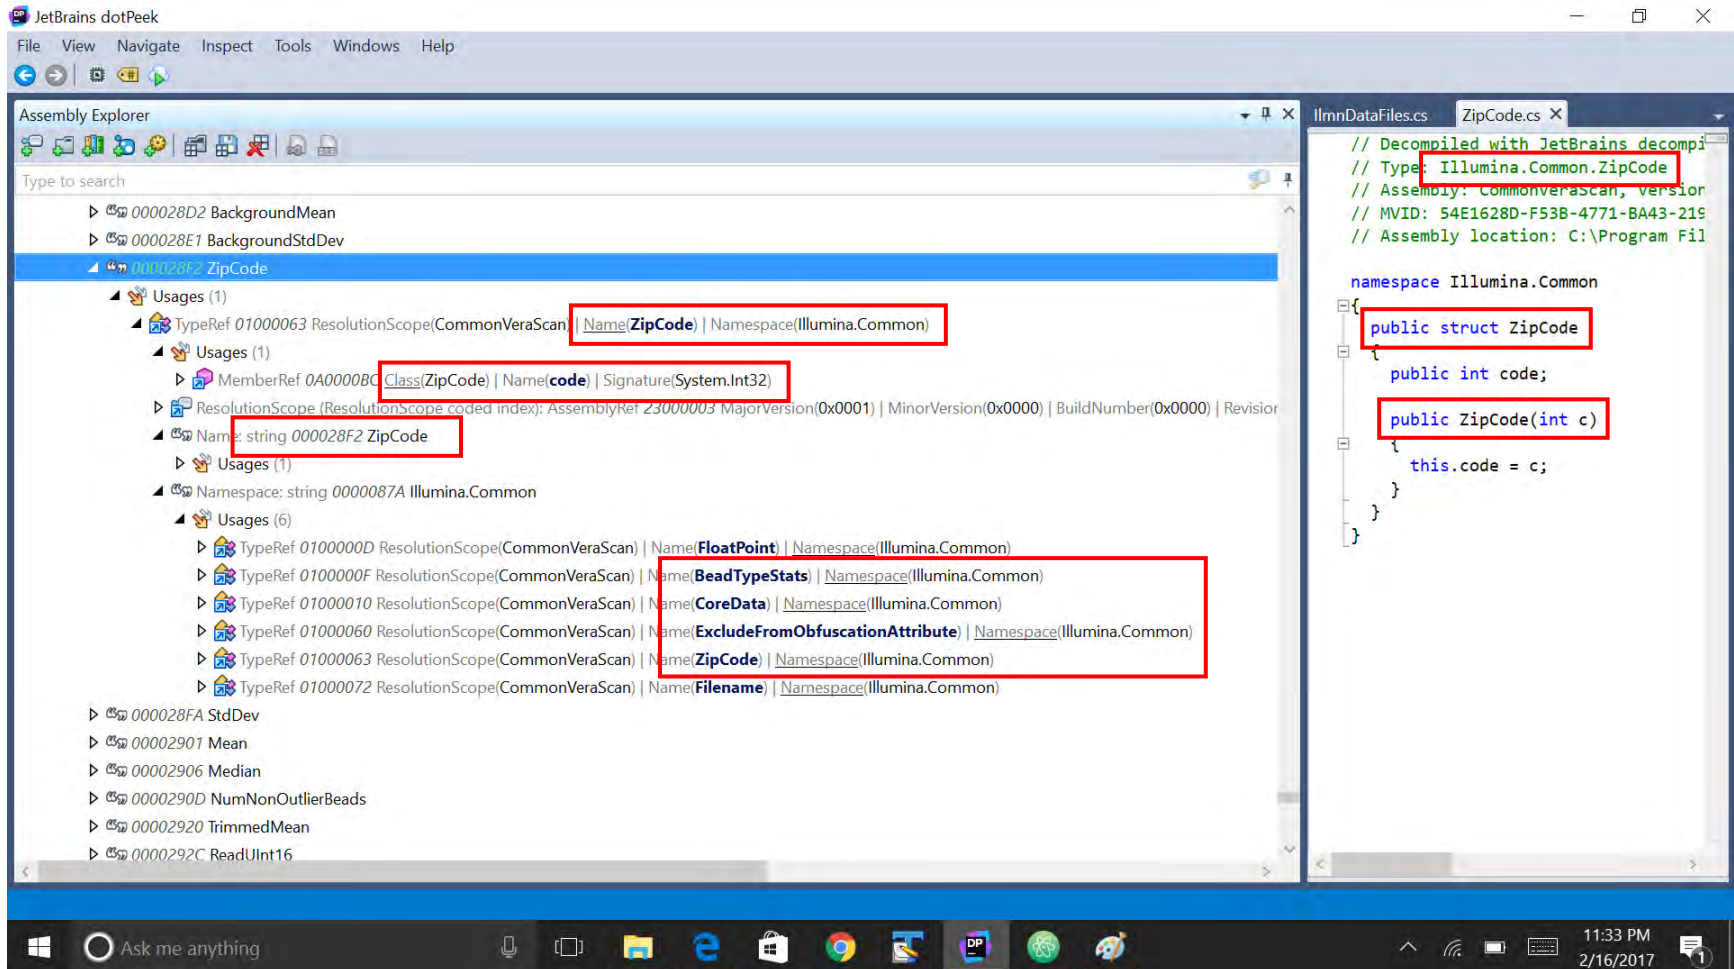 JetBrains dotPeek
File View Navigate Inspect Tools Windows Help
Assembly Explorer
Type to search
000028D2 BackgroundMean
000028E1 BackgroundStdDev
000028F2 ZipCode
Usages (1)
TypeRef 01000063 ResolutionScope(CommonVeraScan) | Name(ZipCode) | Namespace(Illumina.Common)
Usages (1)
MemberRef 0A0000BC Class(ZipCode) | Name(code) | Signature(System.Int32)
ResolutionScope (ResolutionScope coded index): AssemblyRef 23000003 MajorVersion(0x0001) | MinorVersion(0x0000) | BuildNumber(0x0000) | Revisior
Name: string 000028F2 ZipCode
Usages (1)
Namespace: string 0000087A Illumina.Common
Usages (6)
TypeRef 0100000D ResolutionScope(CommonVeraScan) | Name(FloatPoint) | Namespace(Illumina.Common)
TypeRef 0100000F ResolutionScope(CommonVeraScan) | Name(BeadTypeStats) | Namespace(Illumina.Common)
TypeRef 01000010 ResolutionScope(CommonVeraScan) | Name(CoreData) | Namespace(Illumina.Common)
TypeRef 01000060 ResolutionScope(CommonVeraScan) | Name(ExcludeFromObfuscationAttribute) | Namespace(Illumina.Common)
TypeRef 01000063 ResolutionScope(CommonVeraScan) | Name(ZipCode) | Namespace(Illumina.Common)
TypeRef 01000072 ResolutionScope(CommonVeraScan) | Name(Filename) | Namespace(Illumina.Common)
000028FA StdDev
00002901 Mean
00002906 Median
0000290D NumNonOutlierBeads
00002920 TrimmedMean
0000292C ReadUInt16
IlmnDataFiles.cs ZipCode.cs
// Decompiled with JetBrains decompi
// Type: Illumina.Common.ZipCode
// Assembly: CommonVeraScan, Version
// MVID: 54E1628D-F53B-4771-BA43-219
// Assembly location: C:\Program Fil
namespace Illumina.Common
{
public struct ZipCode
{
public int code;
public ZipCode(int c)
{
this.code = c;
}
}
}
Ask me anything
DP
11:33 PM
2/16/2017
1